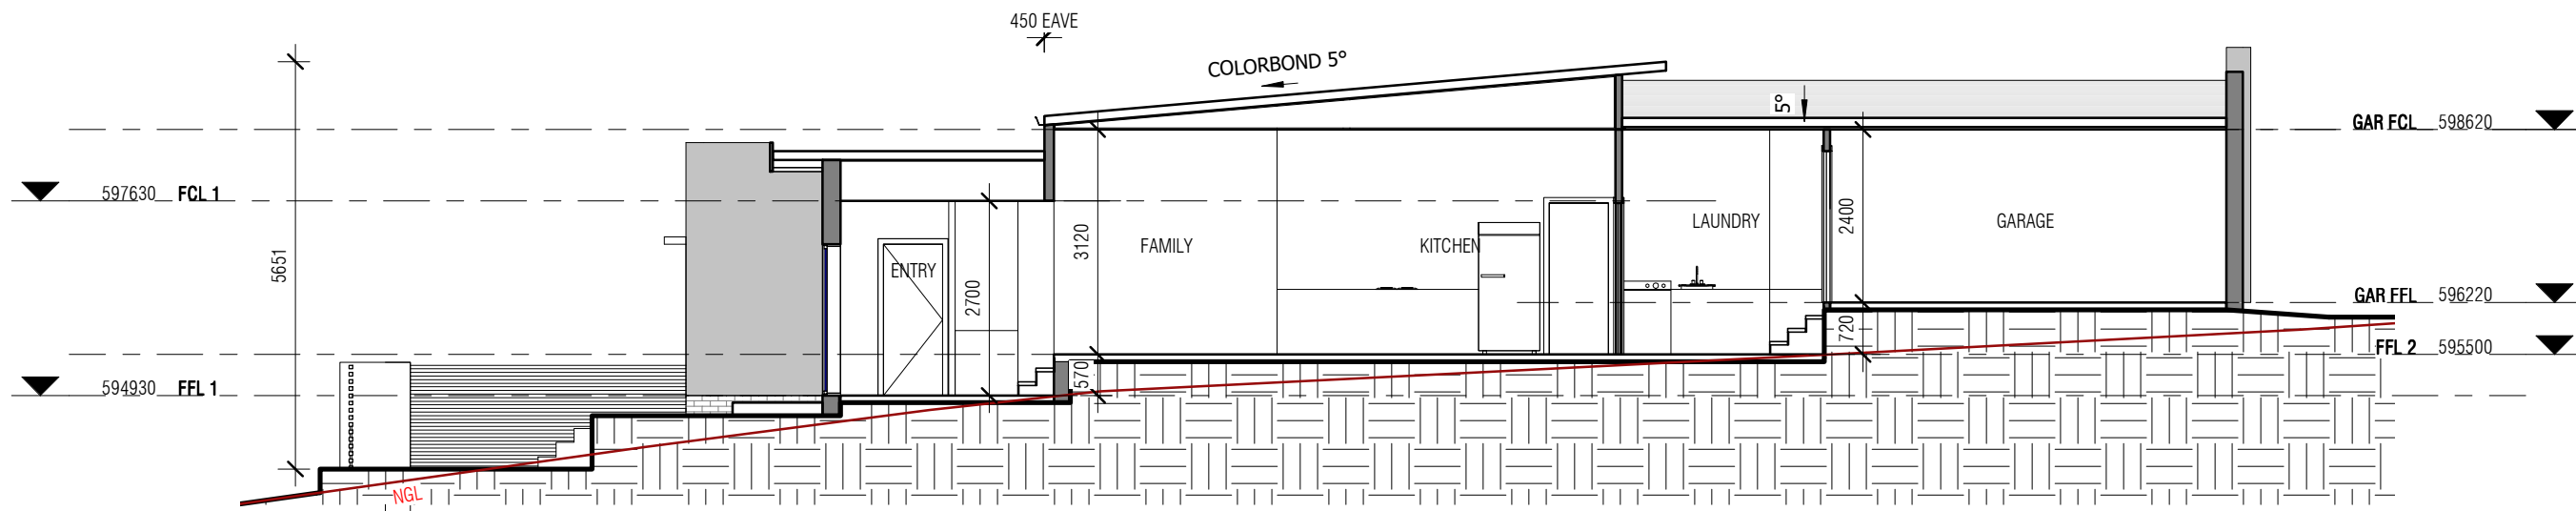 450 EAVE
COLORBOND 5°
5°
GAR FCL 598620
597630 FCL 1
5651
3120
2400
FAMILY
KITCHEN
LAUNDRY
GARAGE
ENTRY
2700
GAR FFL 596220
720
FFL 2 595500
570
594930 FFL 1
NGL